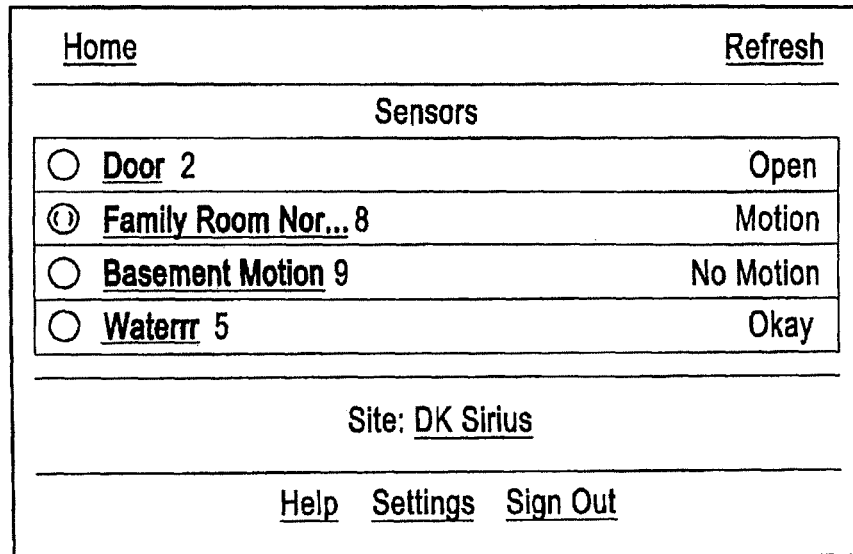 Home Refresh
Sensors
Door 2 Open
Family Room Nor... 8 Motion
Basement Motion 9 No Motion
Waterrr 5 Okay
Site: DK Sirius
Help Settings Sign Out